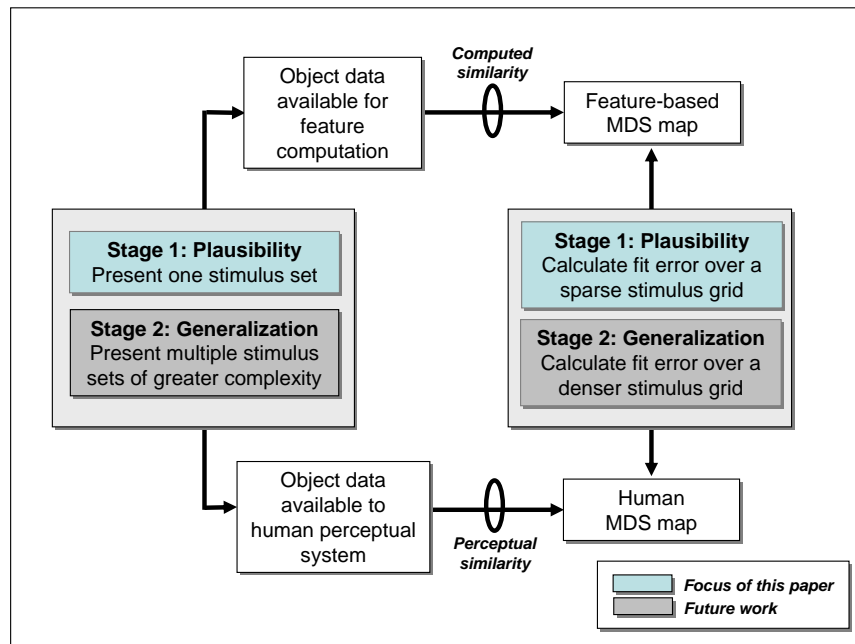 Computed
similarity
Object data
available for
feature
computation
Feature-based
MDS map
Stage 1: Plausibility
Present one stimulus set
Stage 2: Generalization
Present multiple stimulus
sets of greater complexity
Stage 1: Plausibility
Calculate fit error over a
sparse stimulus grid
Stage 2: Generalization
Calculate fit error over a
denser stimulus grid
Object data
available to
human perceptual
system
Perceptual
similarity
Human
MDS map
Focus of this paper
Future work